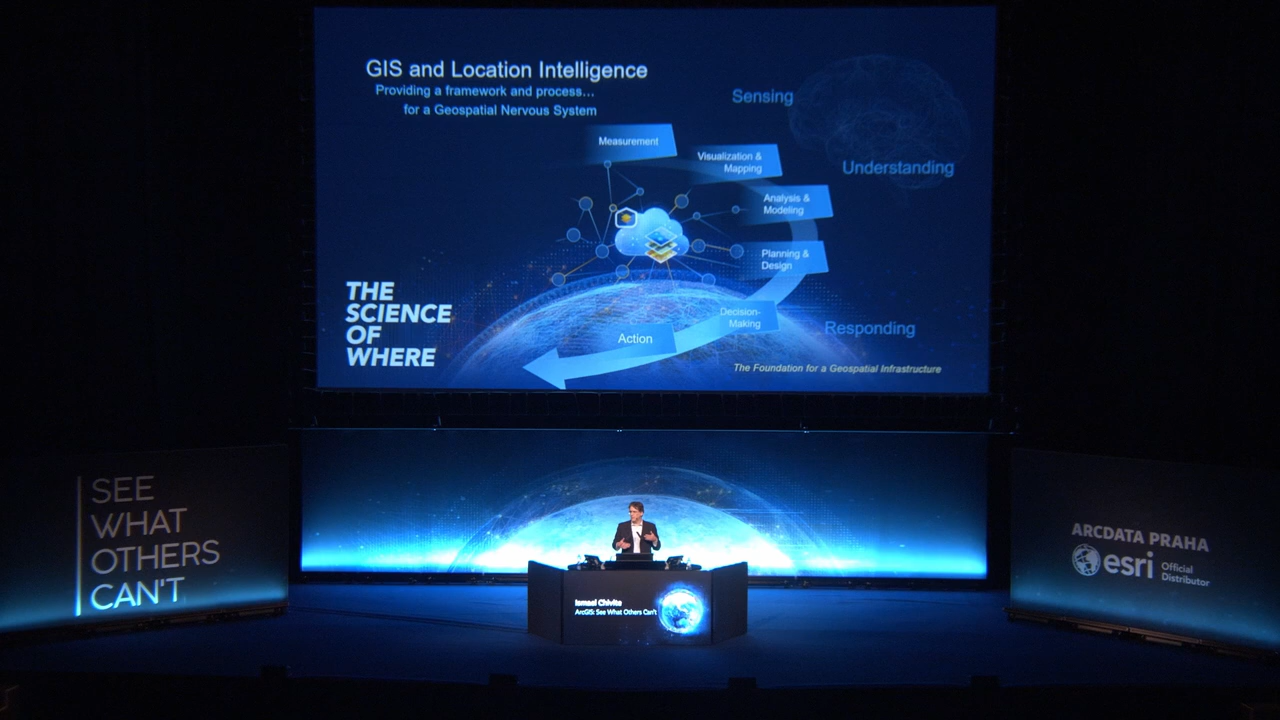 GIS and Location Intelligence
Providing a framework and process...
for a Geospatial Nervous System
Sensing
Understanding
Responding
Measurement
Visualization &
Mapping
Analysis &
Modeling
Planning &
Design
Decision-
Making
Action
THE
SCIENCE
OF
WHERE
The Foundation for a Geospatial Infrastructure
SEE
WHAT
OTHERS
CAN'T
Ismael Chivite
ArcGIS: See What Others Can't
ARCDATA PRAHA
esri
Official
Distributor